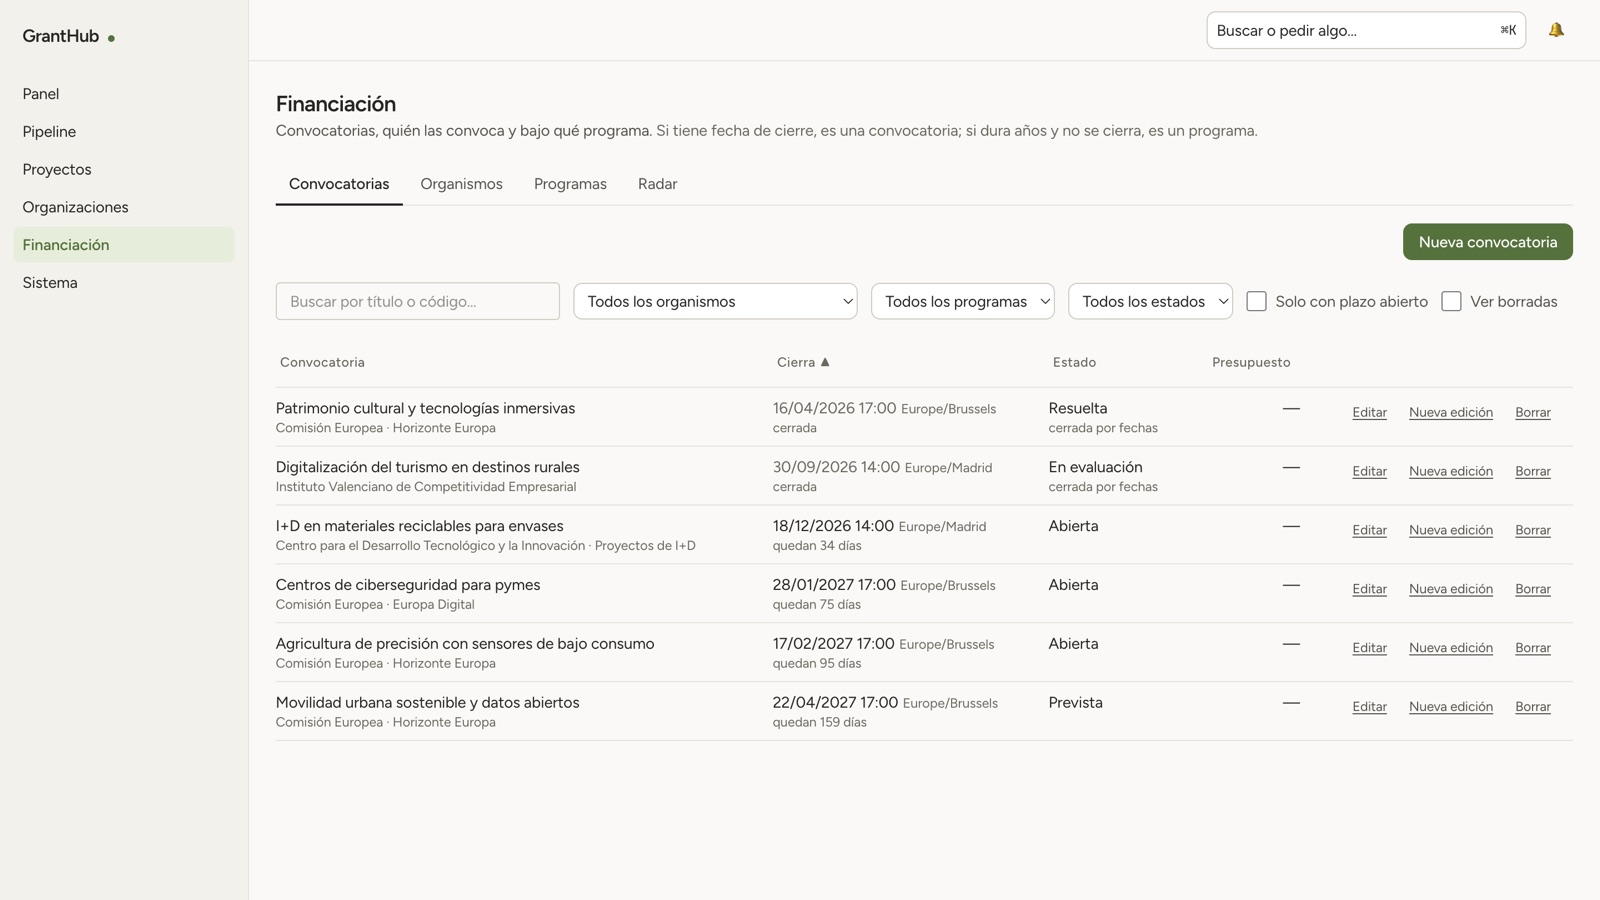 GrantHub
Buscar o pedir algo... ⌘K
Panel
Pipeline
Proyectos
Organizaciones
Financiación
Sistema
Financiación
Convocatorias, quién las convoca y bajo qué programa. Si tiene fecha de cierre, es una convocatoria; si dura años y no se cierra, es un programa.
Convocatorias Organismos Programas Radar
Nueva convocatoria
Buscar por título o código... Todos los organismos Todos los programas Todos los estados Solo con plazo abierto Ver borradas
Convocatoria Cierra ▲ Estado Presupuesto
Patrimonio cultural y tecnologías inmersivas 16/04/2026 17:00 Europe/Brussels Resuelta — Editar Nueva edición Borrar
Comisión Europea · Horizonte Europa cerrada cerrada por fechas
Digitalización del turismo en destinos rurales 30/09/2026 14:00 Europe/Madrid En evaluación — Editar Nueva edición Borrar
Instituto Valenciano de Competitividad Empresarial cerrada cerrada por fechas
I+D en materiales reciclables para envases 18/12/2026 14:00 Europe/Madrid Abierta — Editar Nueva edición Borrar
Centro para el Desarrollo Tecnológico y la Innovación · Proyectos de I+D quedan 34 días
Centros de ciberseguridad para pymes 28/01/2027 17:00 Europe/Brussels Abierta — Editar Nueva edición Borrar
Comisión Europea · Europa Digital quedan 75 días
Agricultura de precisión con sensores de bajo consumo 17/02/2027 17:00 Europe/Brussels Abierta — Editar Nueva edición Borrar
Comisión Europea · Horizonte Europa quedan 95 días
Movilidad urbana sostenible y datos abiertos 22/04/2027 17:00 Europe/Brussels Prevista — Editar Nueva edición Borrar
Comisión Europea · Horizonte Europa quedan 159 días